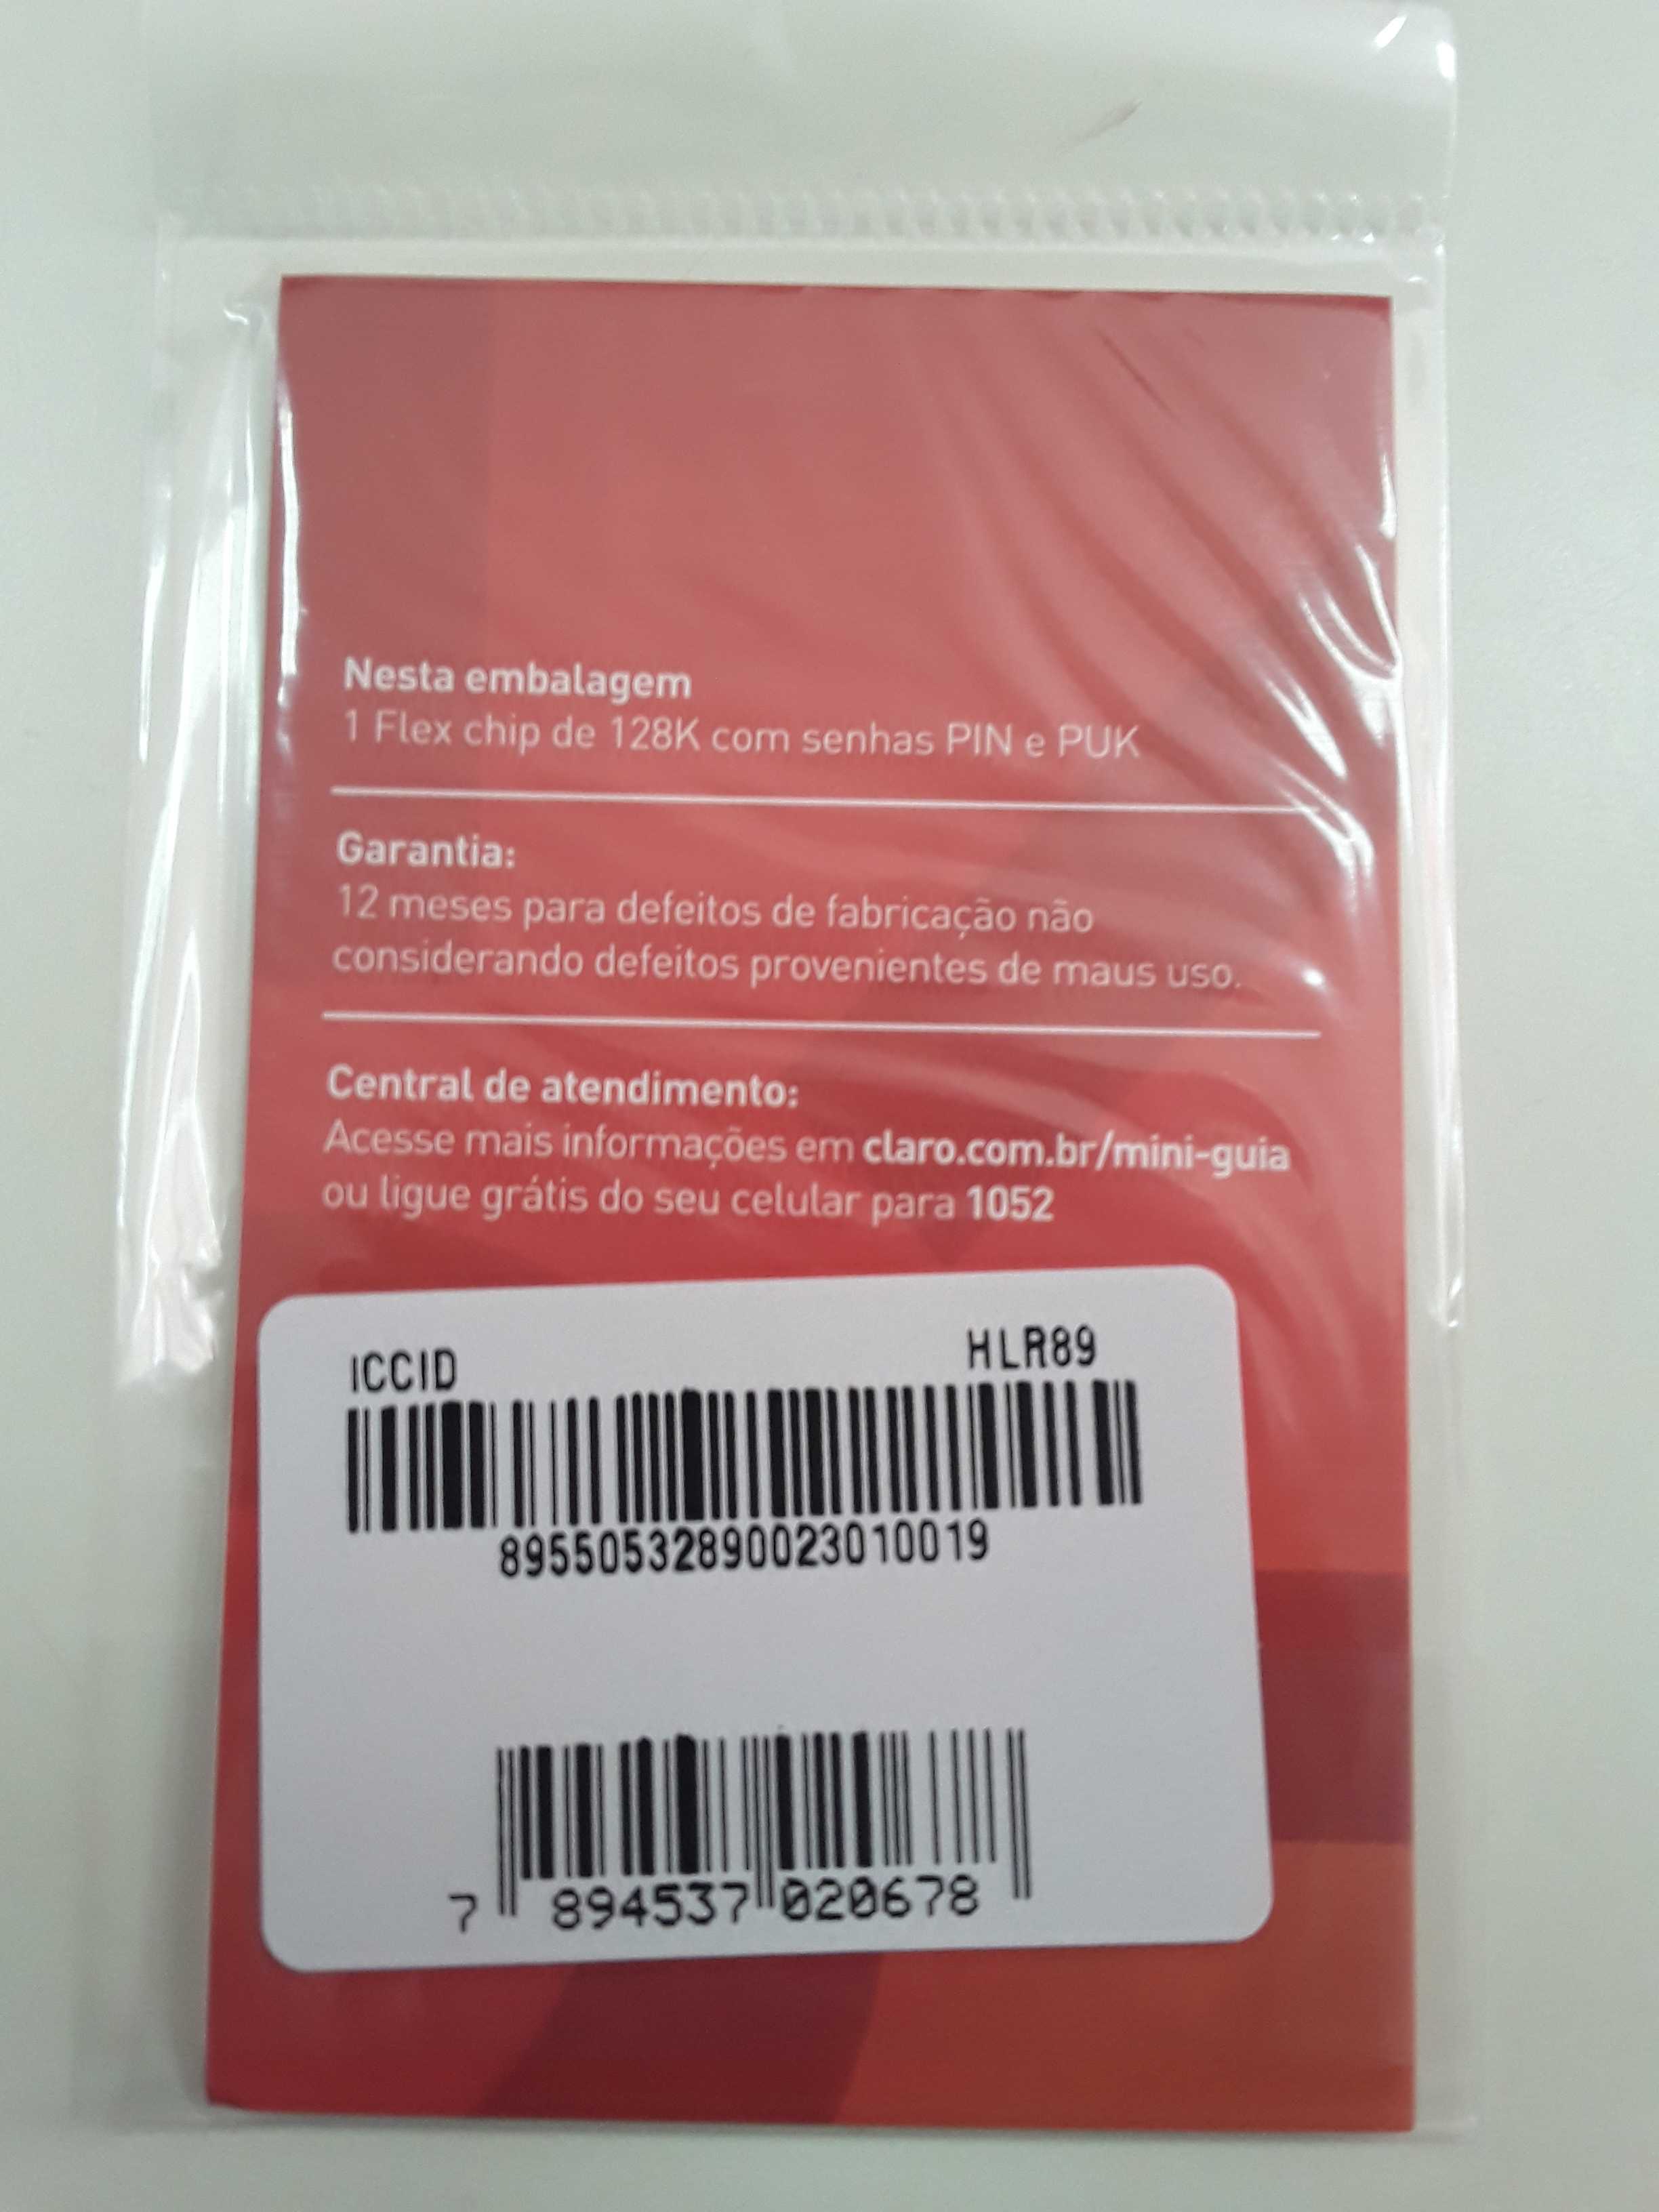 Nesta embalagem
1 Flex chip de 128K com senhas PIN e PUK
Garantia:
12 meses para defeitos de fabricação não
considerando defeitos provenientes de maus uso.
Central de atendimento:
Acesse mais informações em claro.com.br/mini-guia
ou ligue grátis do seu celular para 1052
ICCID HLR89
89550532890023010019
7 894537 020678